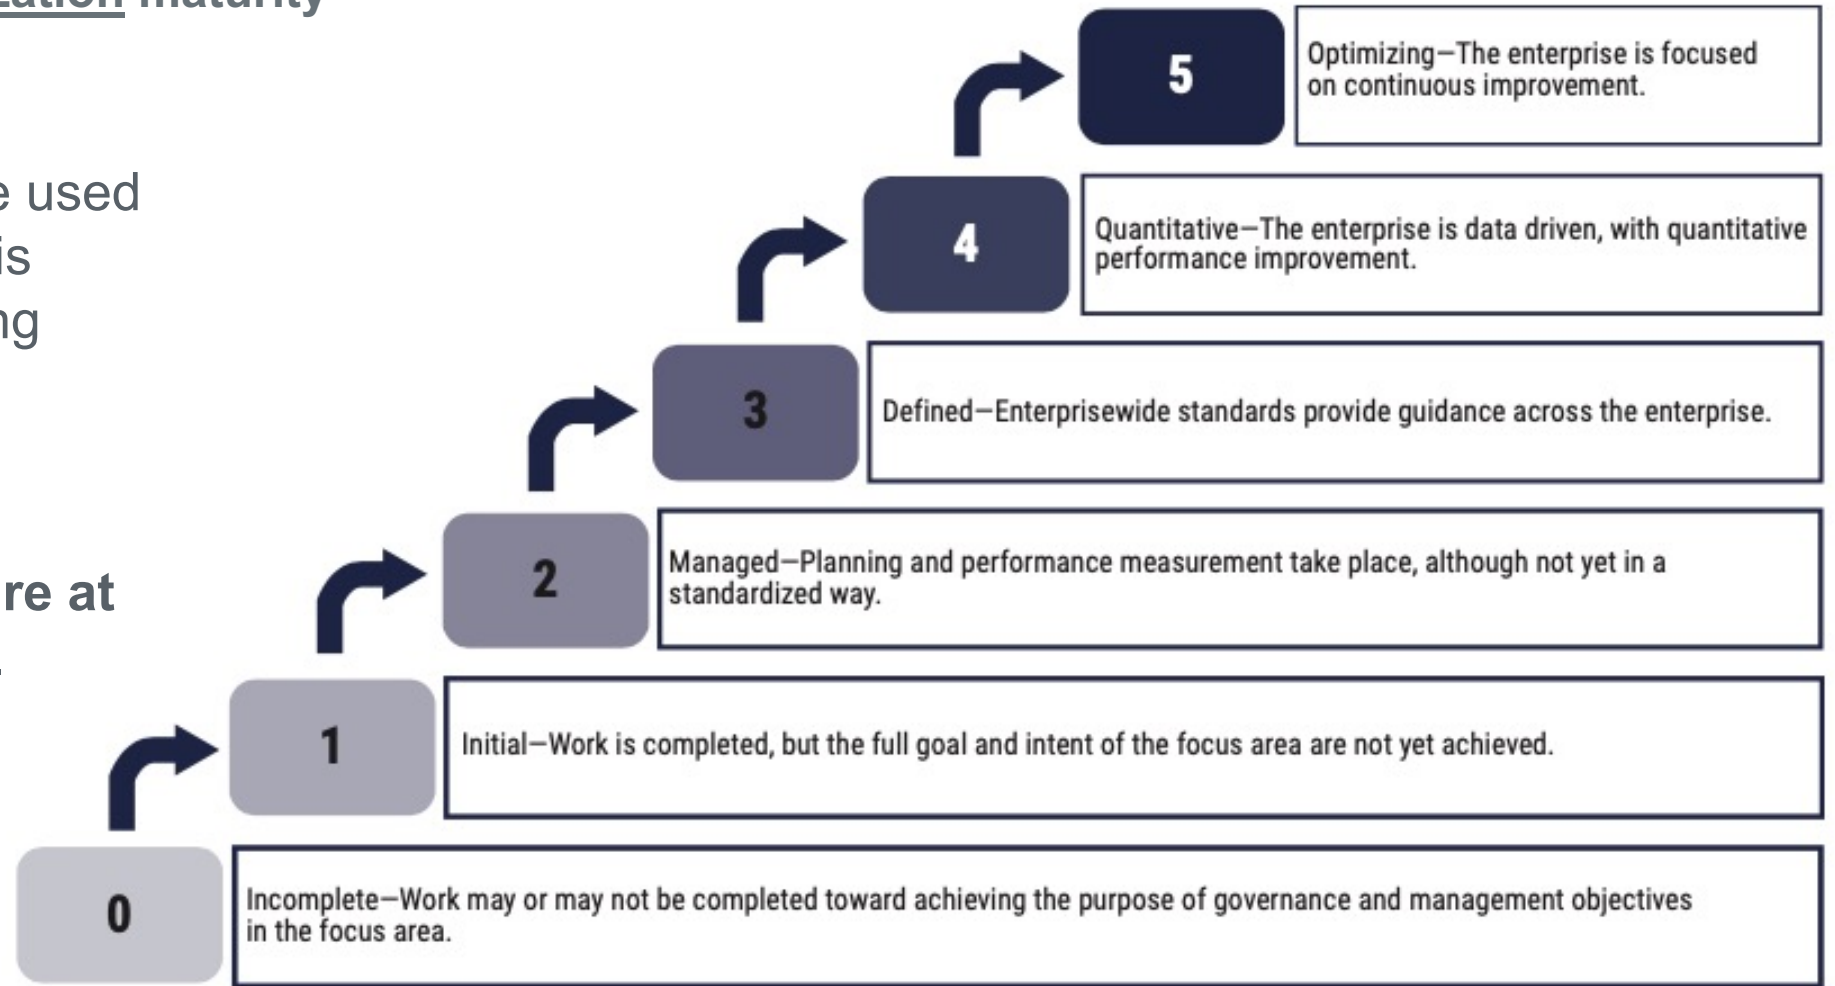 maturity
5
Optimizing—The enterprise is focused
on continuous improvement.
used
is
4
Quantitative—The enterprise is data driven, with quantitative
performance improvement.
3
Defined—Enterprisewide standards provide guidance across the enterprise.
2
Managed—Planning and performance measurement take place, although not yet in a
standardized way.
at
1
Initial—Work is completed, but the full goal and intent of the focus area are not yet achieved.
0
Incomplete—Work may or may not be completed toward achieving the purpose of governance and management objectives
in the focus area.